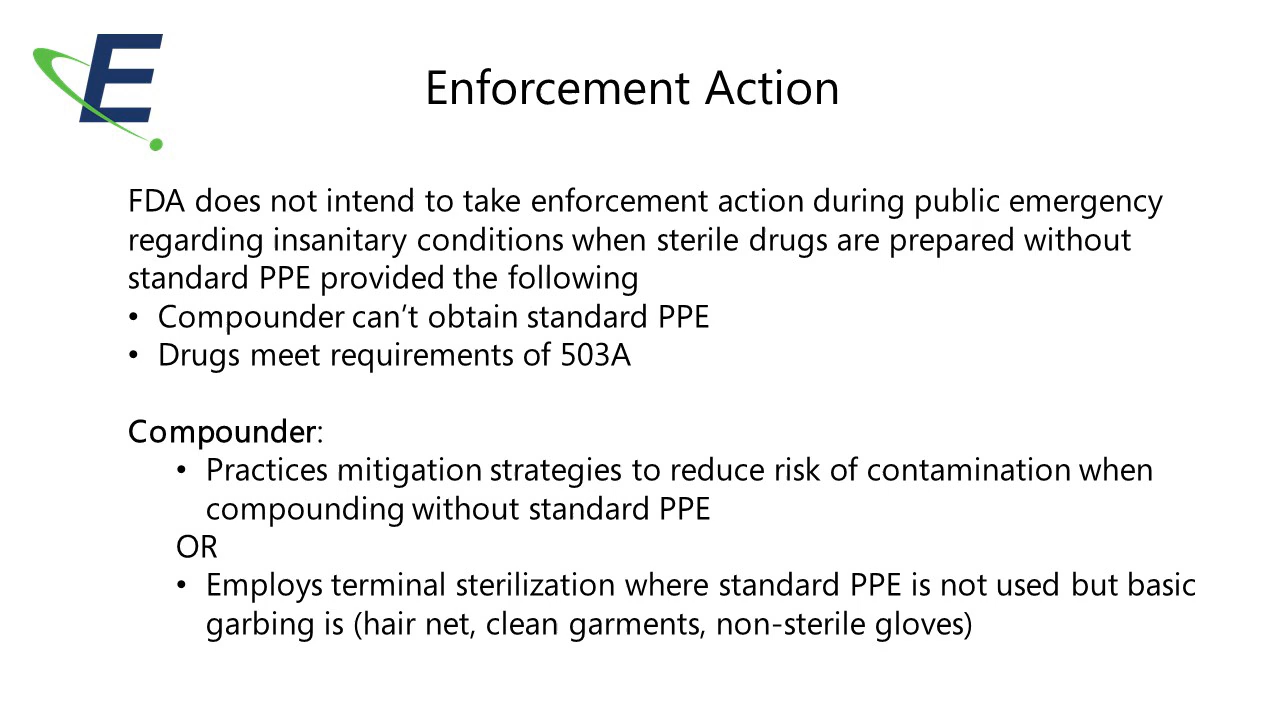 E
Enforcement Action
FDA does not intend to take enforcement action during public emergency
regarding insanitary conditions when sterile drugs are prepared without
standard PPE provided the following
• Compounder can’t obtain standard PPE
• Drugs meet requirements of 503A
Compounder:
• Practices mitigation strategies to reduce risk of contamination when
compounding without standard PPE
OR
• Employs terminal sterilization where standard PPE is not used but basic
garbing is (hair net, clean garments, non-sterile gloves)